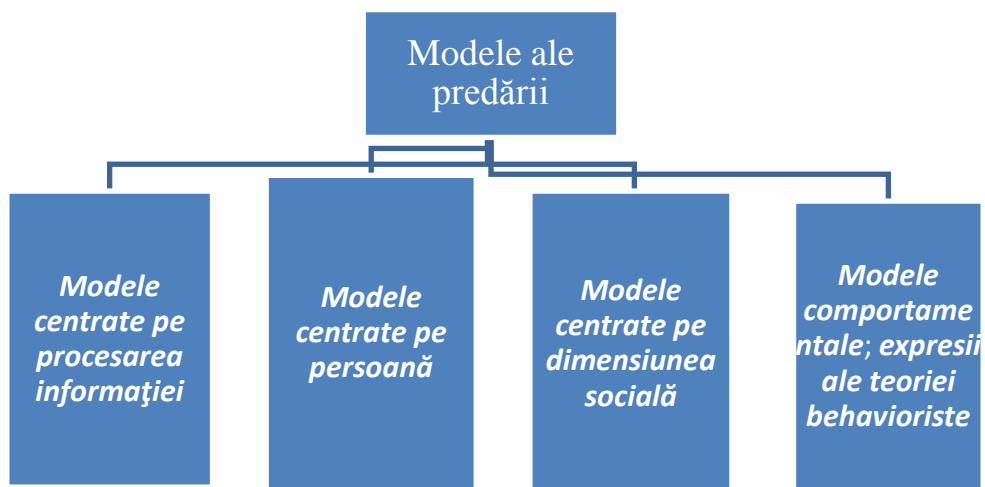 Modele ale
predării
Modele
centrate pe
procesarea
informaţiei
Modele
centrate pe
persoană
Modele
centrate pe
dimensiunea
socială
Modele
comportame
ntale; expresii
ale teoriei
behavioriste